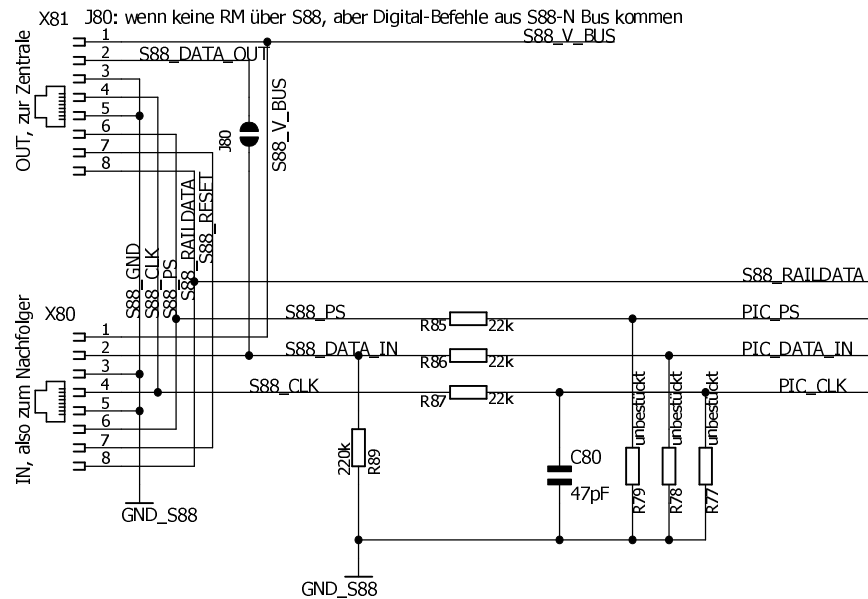 X81 J80: wenn keine RM über S88, aber Digital-Befehle aus S88-N Bus kommen
OUT, zur Zentrale
1
2
3
4
5
6
7
8
S88_V_BUS
S88_DATA_OUT
J80
S88_V_BUS
S88_GND
S88_CLK
S88_PS
S88_RAILDATA
S88_RESET
S88_RAILDATA
X80
IN, also zum Nachfolger
1
2
3
4
5
6
7
8
S88_PS
R85
22k
PIC_PS
S88_DATA_IN
R86
22k
PIC_DATA_IN
S88_CLK
R87
22k
PIC_CLK
220k
R89
C80
47pF
unbestückt
R79
unbestückt
R78
unbestückt
R77
GND_S88
GND_S88